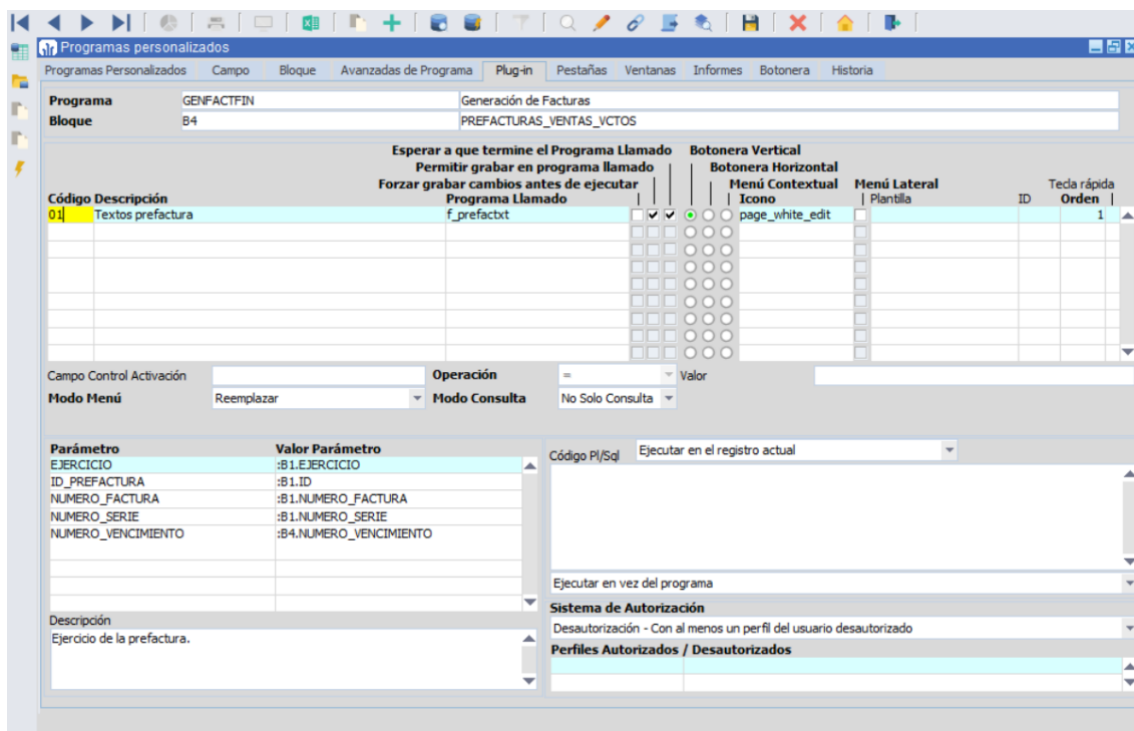 Programas personalizados
Programas Personalizados Campo Bloque Avanzadas de Programa Plug-in Pestañas Ventanas Informes Botonera Historia
Programa GENFACTFIN Generación de Facturas
Bloque B4 PREFACTURAS_VENTAS_VCTOS
Esperar a que termine el Programa Llamado Botonera Vertical
Permitir grabar en programa llamado Botonera Horizontal
Forzar grabar cambios antes de ejecutar Menú Contextual Menú Lateral Tecla rápida
Código Descripción Programa Llamado Icono Plantilla ID Orden
01 Textos prefactura f_prefactxt page_white_edit 1
Campo Control Activación Operación = Valor
Modo Menú Reemplazar Modo Consulta No Solo Consulta
Parámetro Valor Parámetro
EJERCICIO :B1.EJERCICIO
ID_PREFACTURA :B1.ID
NUMERO_FACTURA :B1.NUMERO_FACTURA
NUMERO_SERIE :B1.NUMERO_SERIE
NUMERO_VENCIMIENTO :B4.NUMERO_VENCIMIENTO
Descripción
Ejercicio de la prefactura.
Código Pl/Sql Ejecutar en el registro actual
Ejecutar en vez del programa
Sistema de Autorización
Desautorización - Con al menos un perfil del usuario desautorizado
Perfiles Autorizados / Desautorizados